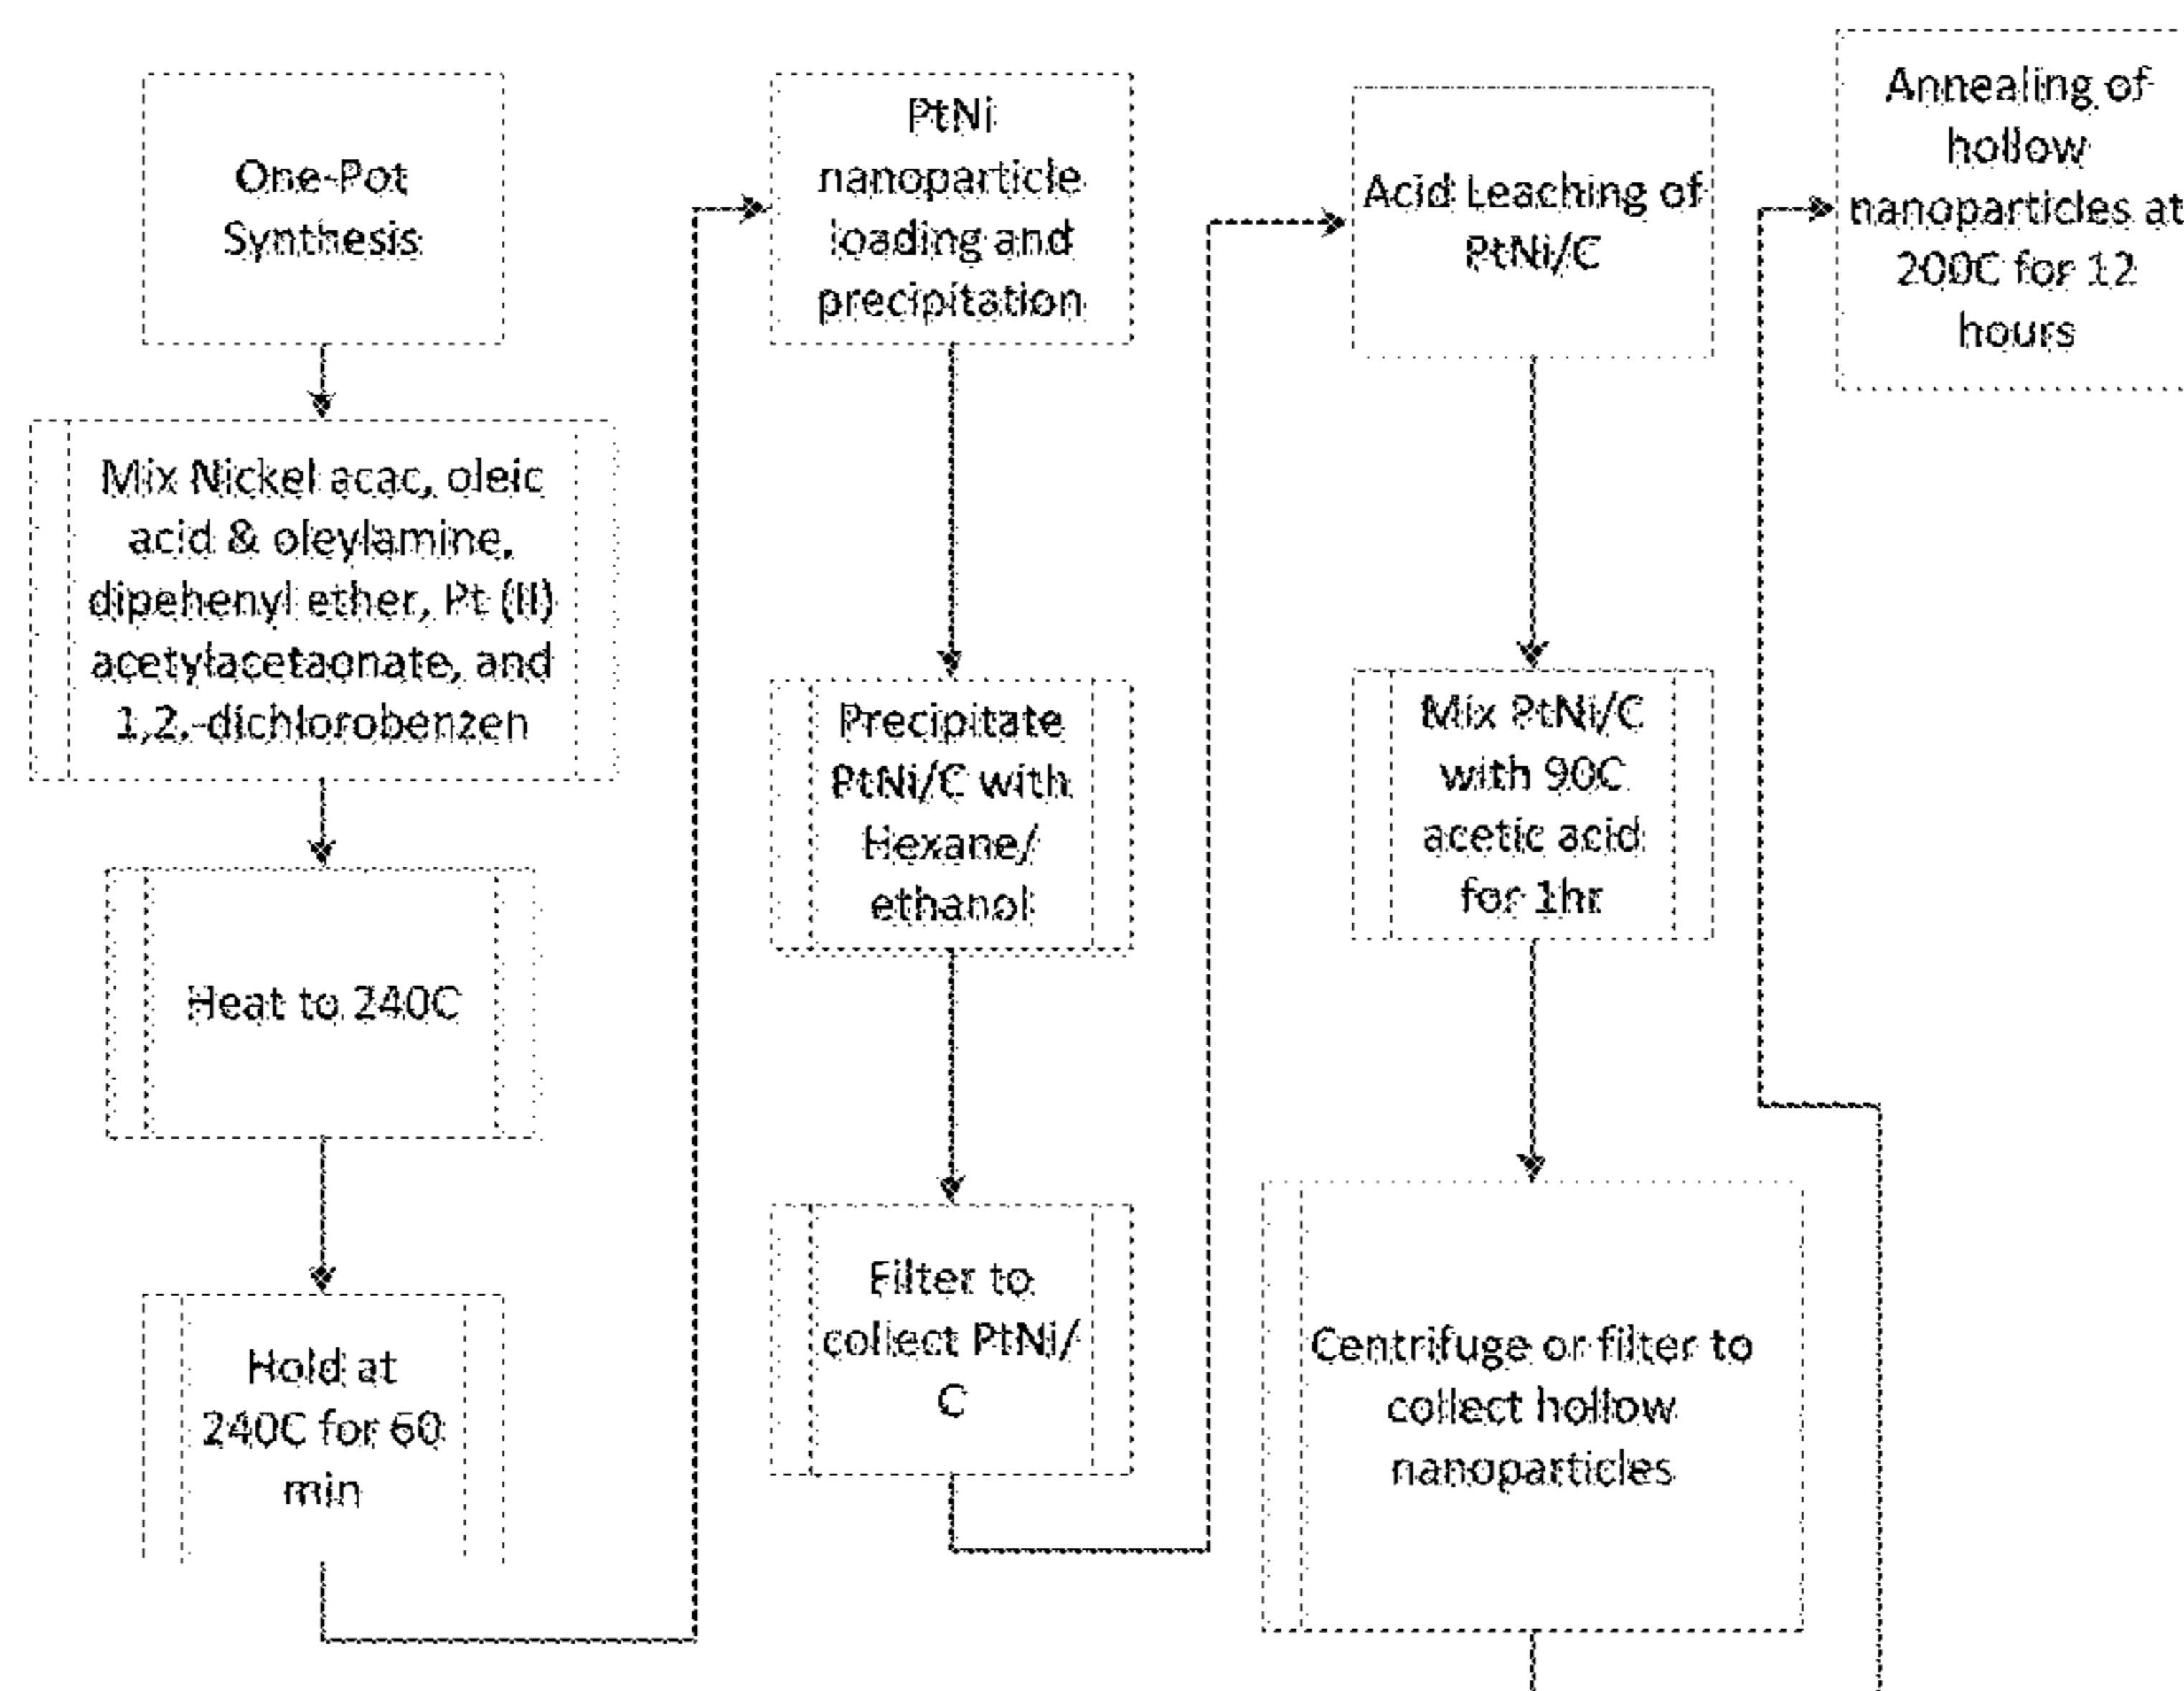 One-Pot
Synthesis
Mix Nickel acac, oleic
acid & oleylamine,
dipehenyl ether, Pt (II)
acetylacetaonate, and
1,2,-dichlorobenzen
Heat to 240C
Hold at
240C for 60
min
PtNi
nanoparticle
loading and
precipitation
Precipitate
PtNi/C with
Hexane/
ethanol
Filter to
collect PtNi/
C
Acid Leaching of
PtNi/C
Mix PtNi/C
with 90C
acetic acid
for 1hr
Centrifuge or filter to
collect hollow
nanoparticles
Annealing of
hollow
nanoparticles at
200C for 12
hours